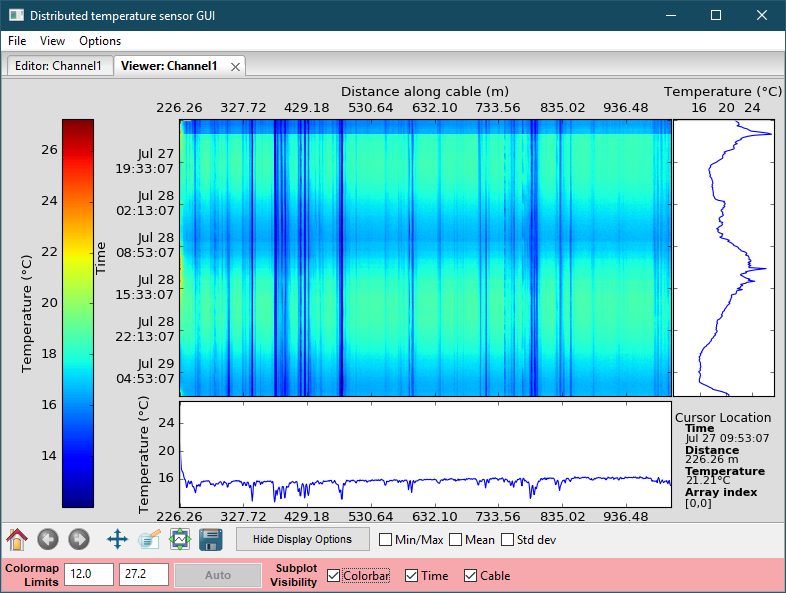 Distributed temperature sensor GUI
File View Options
Editor: Channel1 Viewer: Channel1
Distance along cable (m)
226.26 327.72 429.18 530.64 632.10 733.56 835.02 936.48
Temperature (°C)
16 20 24
26
24
22
20
18
16
14
Temperature (°C)
Time
Jul 27
19:33:07
Jul 28
02:13:07
Jul 28
08:53:07
Jul 28
15:33:07
Jul 28
22:13:07
Jul 29
04:53:07
Temperature (°C)
24
20
16
226.26 327.72 429.18 530.64 632.10 733.56 835.02 936.48
Cursor Location
Time
Jul 27 09:53:07
Distance
226.26 m
Temperature
21.21°C
Array index
[0,0]
Hide Display Options Min/Max Mean Std dev
Colormap
Limits
12.0 27.2 Auto
Subplot
Visibility
Colorbar Time Cable